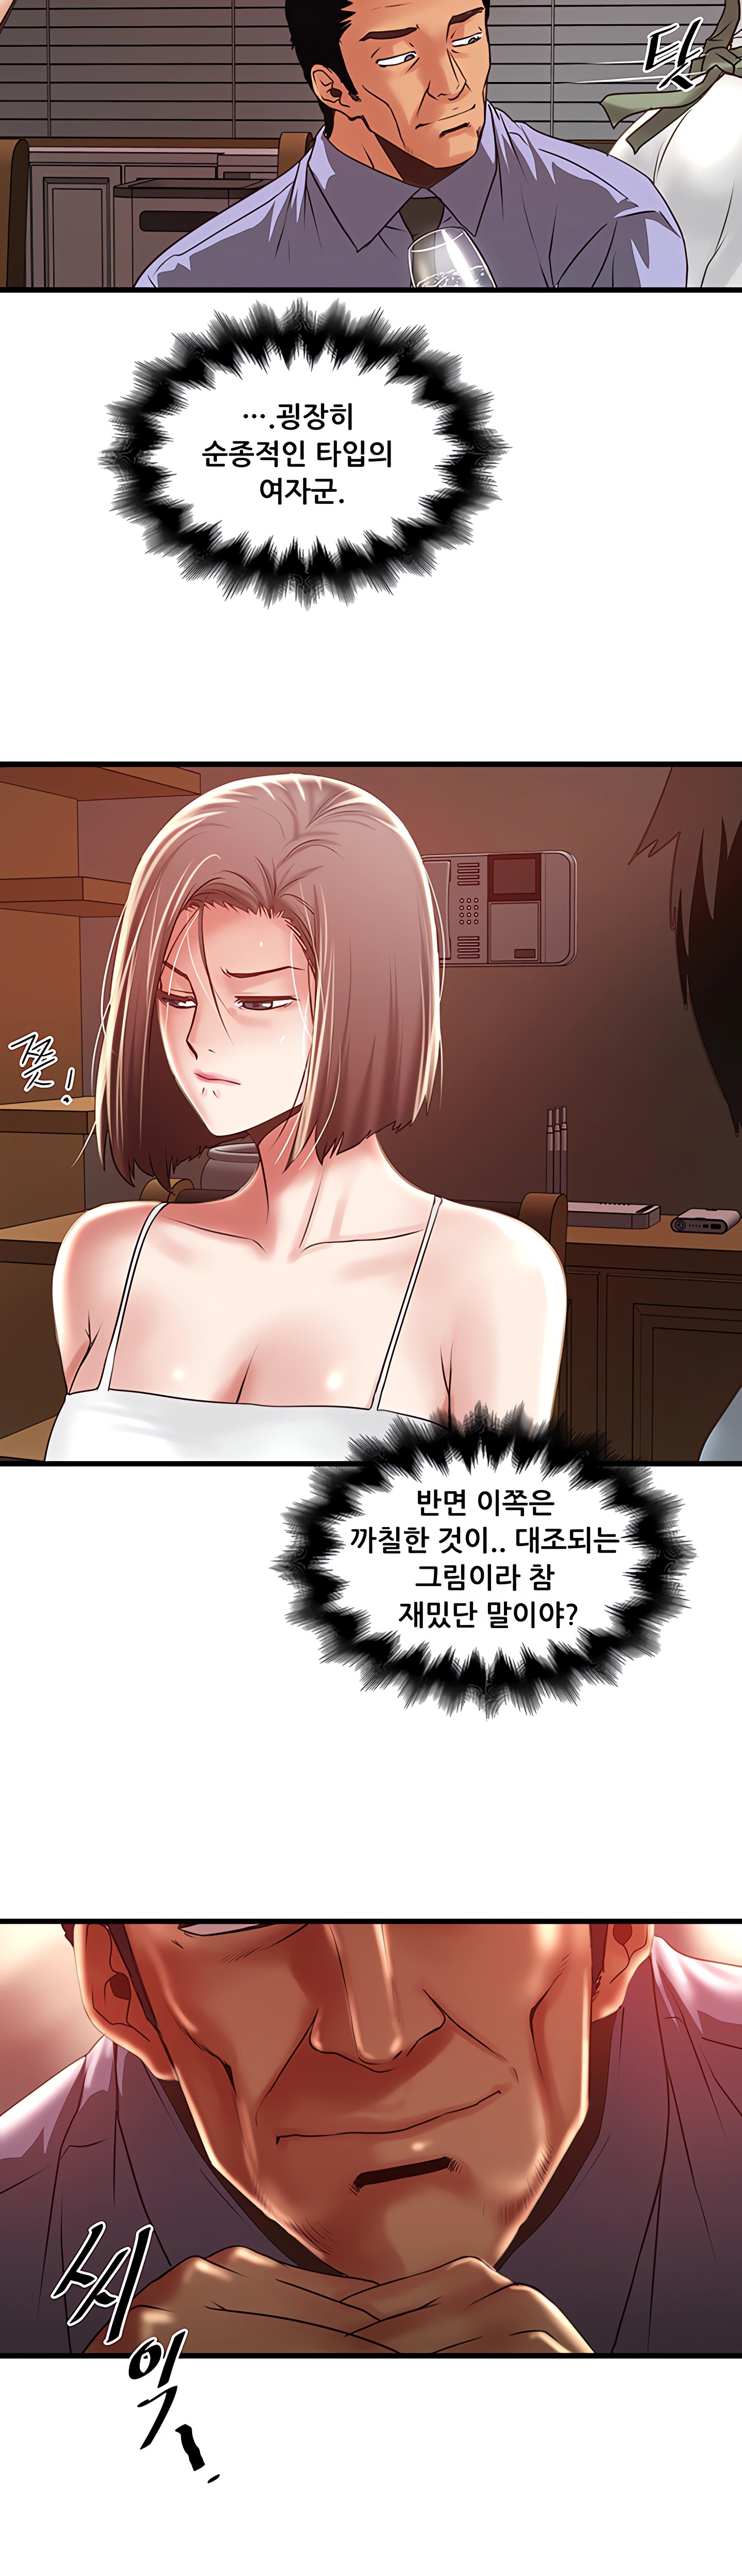 탓
….굉장히
순종적인 타입의
여자군.
쯧!
반면 이쪽은
까칠한 것이.. 대조되는
그림이라 참
재밌단 말이야?
씨익